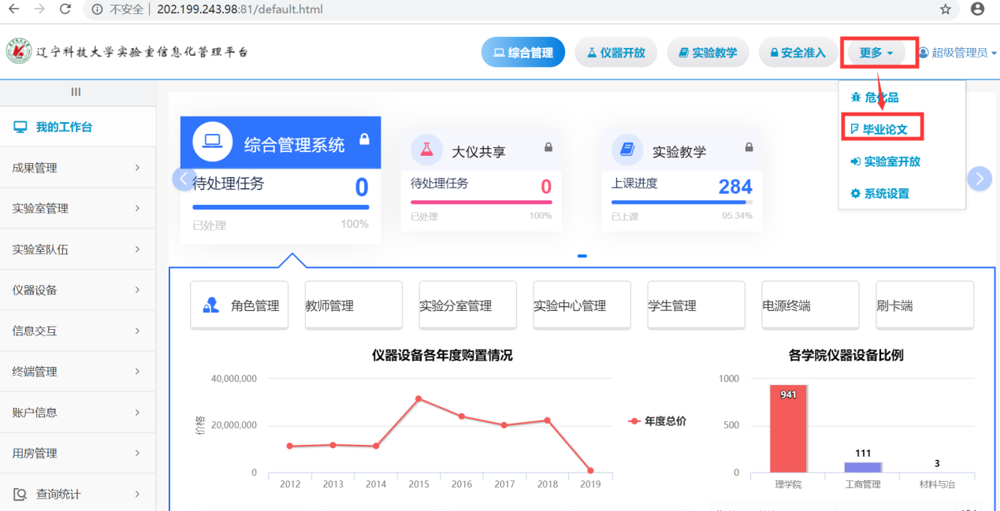 不安全 | 202.199.243.98:81/default.html
辽宁科技大学实验室信息化管理平台
综合管理
仪器开放
实验教学
安全准入
更多
超级管理员
危化品
毕业论文
实验室开放
系统设置
我的工作台
成果管理
实验室管理
实验室队伍
仪器设备
信息交互
终端管理
账户信息
用房管理
查询统计
综合管理系统
待处理任务
0
已处理
100%
大仪共享
待处理任务
0
已处理
100%
实验教学
上课进度
284
已上课
95.34%
角色管理
教师管理
实验分室管理
实验中心管理
学生管理
电源终端
刷卡端
仪器设备各年度购置情况
40,000,000
20,000,000
0
价格
2012 2013 2014 2015 2016 2017 2018 2019
年度总价
各学院仪器设备比例
1000
500
0
941
111
3
理学院
工商管理
材料与冶